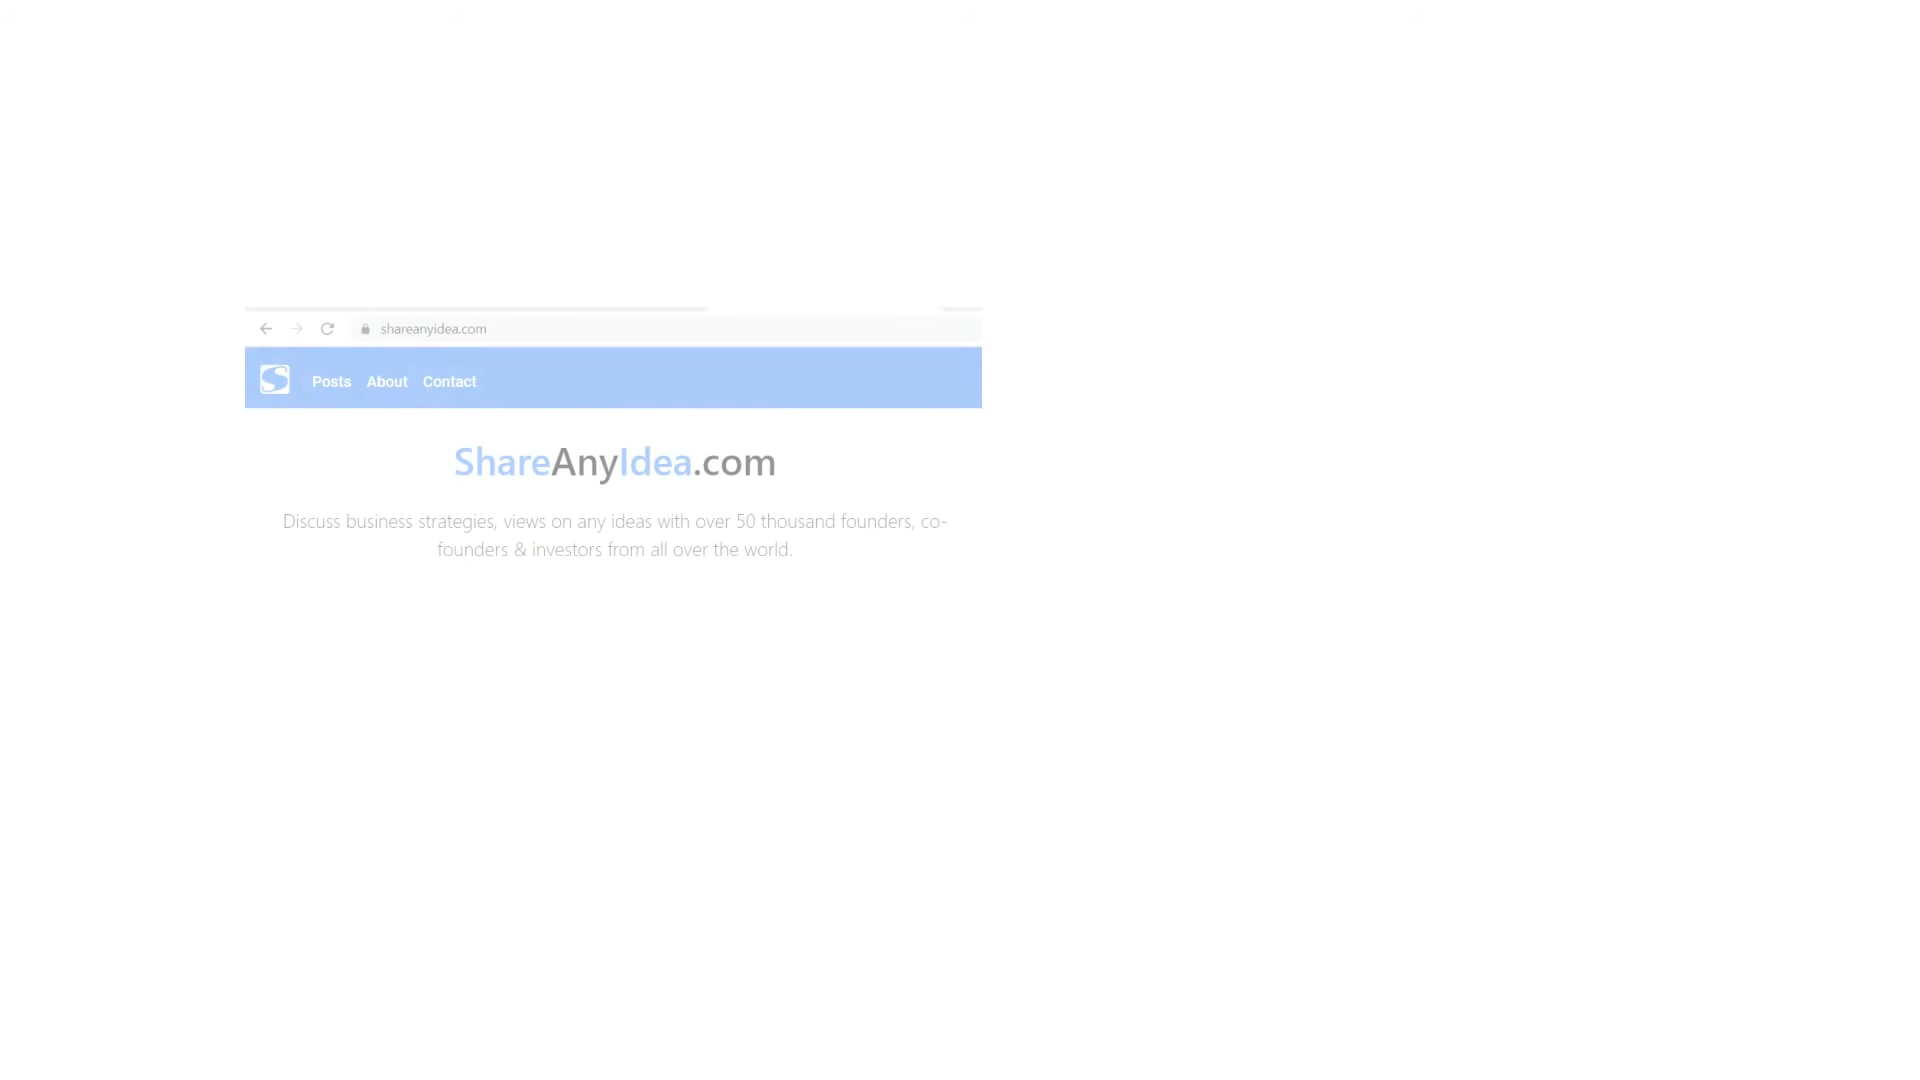 shareanyidea.com
Posts About Contact
ShareAnyIdea.com
Discuss business strategies, views on any ideas with over 50 thousand founders, co-
founders & investors from all over the world.